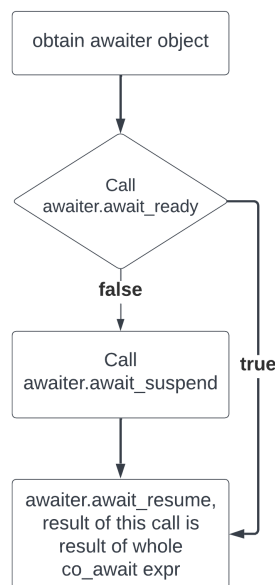 obtain awaiter object
Call
awaiter.await_ready
false
Call
awaiter.await_suspend
true
awaiter.await_resume,
result of this call is
result of whole
co_await expr